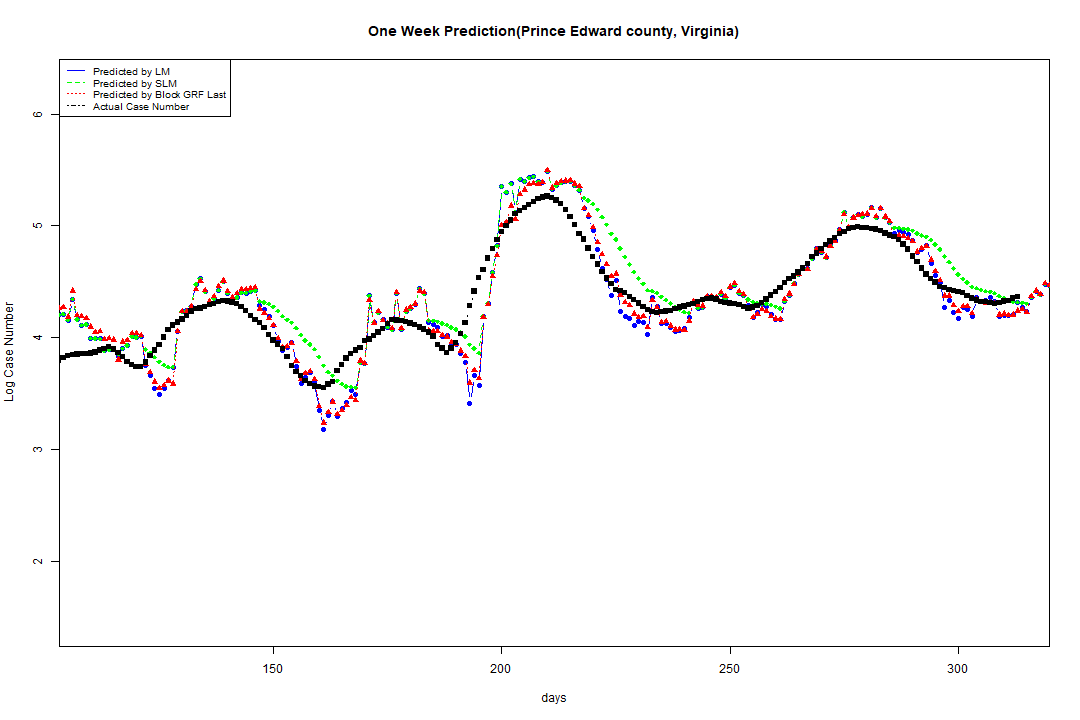 One Week Prediction(Prince Edward county, Virginia)
Predicted by LM
Predicted by SLM
Predicted by Block GRF Last
Actual Case Number
6
5
4
3
2
Log Case Number
150
200
250
300
days